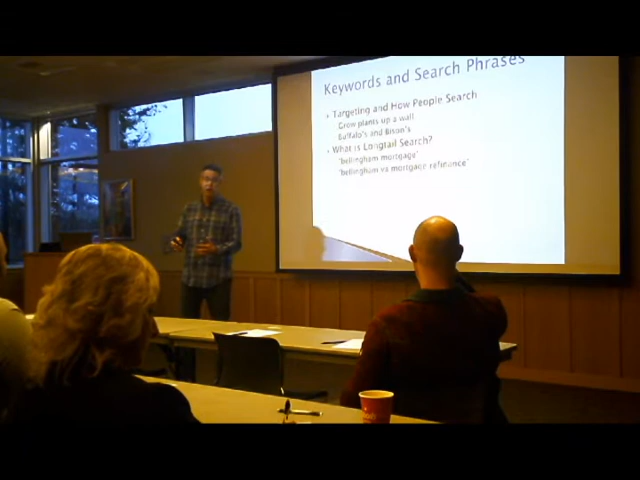 Keywords and Search Phrases
Targeting and How People Search
Grow plants up a wall
Buffalo's and Bison's
What is Longtail Search?
"bellingham mortgage"
"bellingham va mortgage refinance"